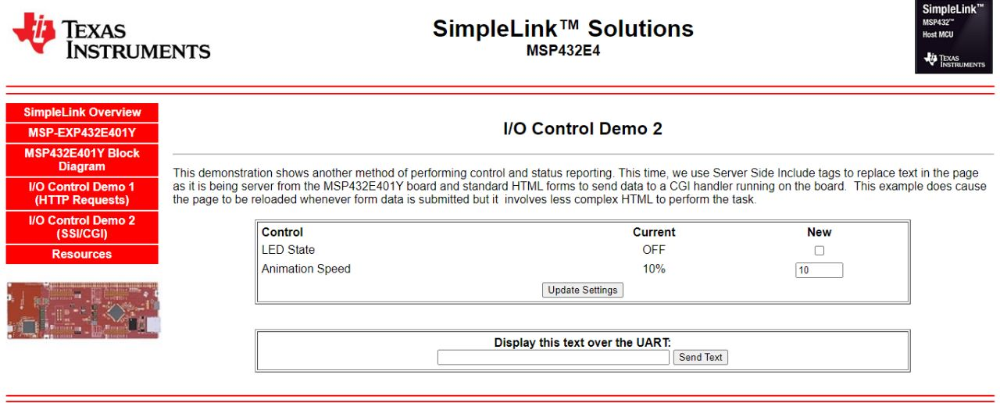 TEXAS
INSTRUMENTS
SimpleLink™ Solutions
MSP432E4
SimpleLink™
MSP432™
Host MCU
TEXAS
INSTRUMENTS
SimpleLink Overview
MSP-EXP432E401Y
MSP432E401Y Block
Diagram
I/O Control Demo 1
(HTTP Requests)
I/O Control Demo 2
(SSI/CGI)
Resources
I/O Control Demo 2
This demonstration shows another method of performing control and status reporting. This time, we use Server Side Include tags to replace text in the page
as it is being server from the MSP432E401Y board and standard HTML forms to send data to a CGI handler running on the board.  This example does cause
the page to be reloaded whenever form data is submitted but it  involves less complex HTML to perform the task.
Control Current New
LED State OFF
Animation Speed 10% 10
Update Settings
Display this text over the UART:
Send Text